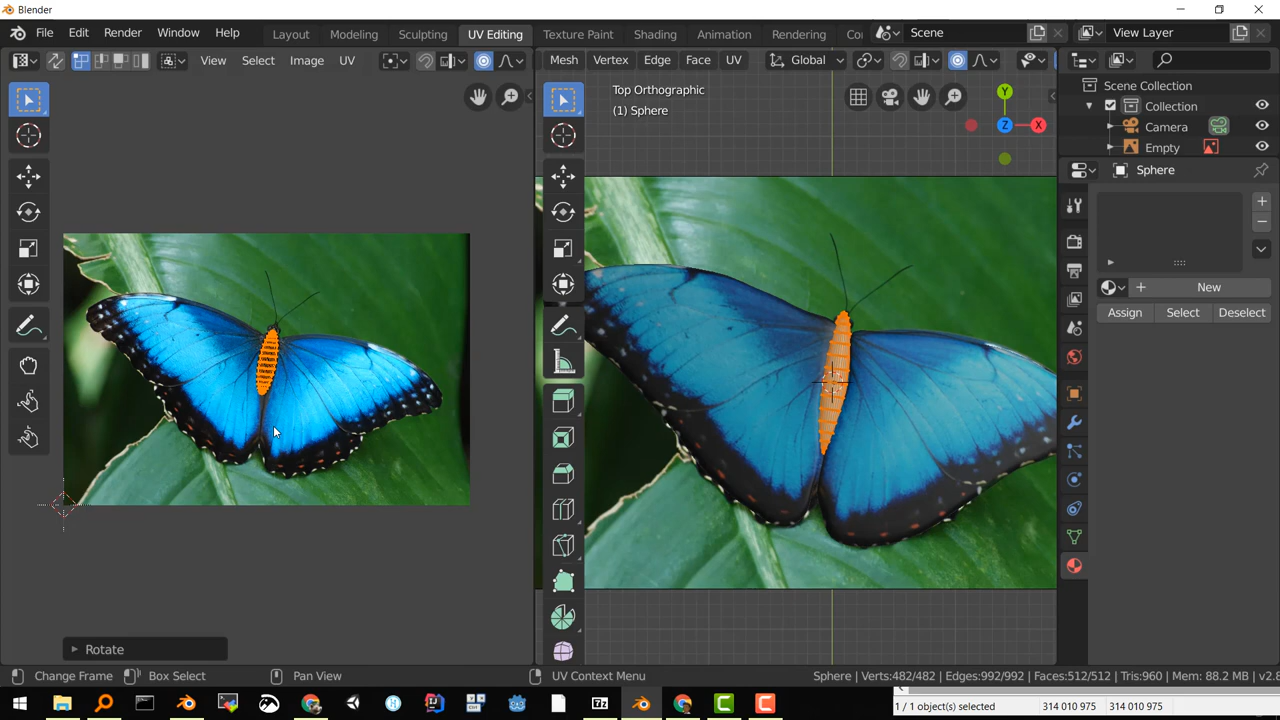 Blender
File Edit Render Window Help Layout Modeling Sculpting UV Editing Texture Paint Shading Animation Rendering Co Scene View Layer
View Select Image UV Mesh Vertex Edge Face UV Global
Scene Collection
Collection
Camera
Empty
Top Orthographic
(1) Sphere
Y
Z
X
Sphere
New
Assign Select Deselect
Rotate
Change Frame Box Select Pan View UV Context Menu Sphere | Verts:482/482 | Edges:992/992 | Faces:512/512 | Tris:960 | Mem: 88.2 MB | v2.8
1 / 1 object(s) selected 314 010 975 314 010 975